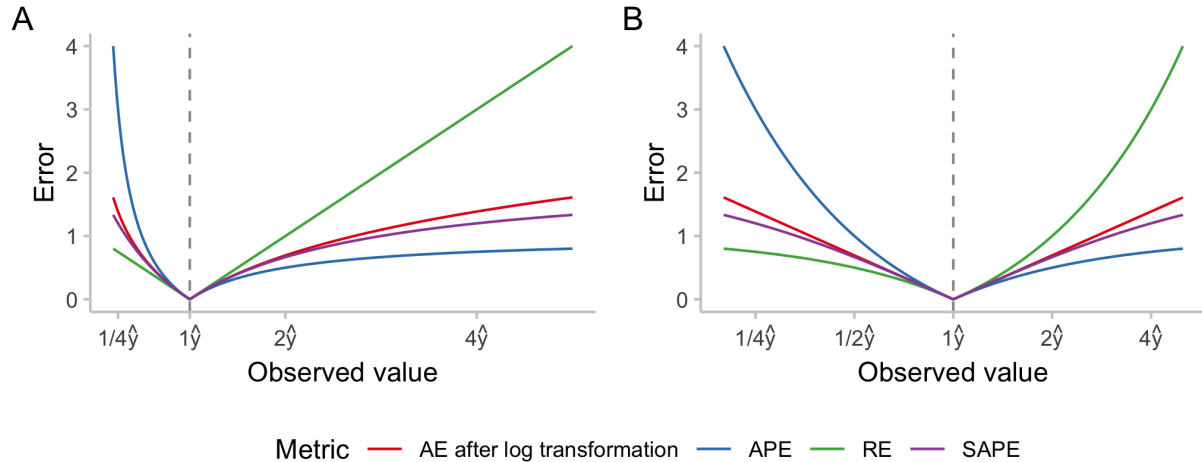 A
Error
4
3
2
1
0
1/4ŷ
1ŷ
2ŷ
4ŷ
Observed value
B
Error
4
3
2
1
0
1/4ŷ
1/2ŷ
1ŷ
2ŷ
4ŷ
Observed value
Metric AE after log transformation APE RE SAPE